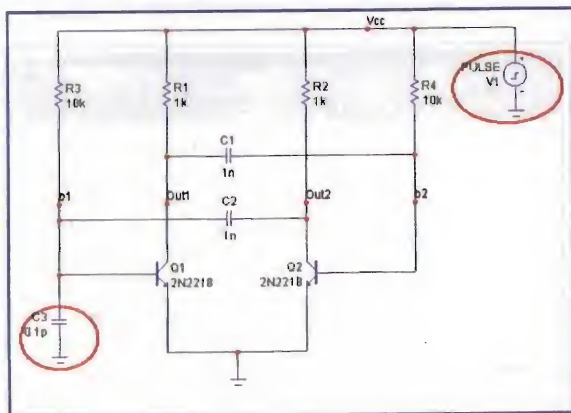 Vcc
PULSE
V1
R3
10k
R1
1k
R2
1k
R4
10k
C1
1n
b1
Out1
Out2
b2
C2
1n
Q1
2N2218
Q2
2N2218
C3
0.1p